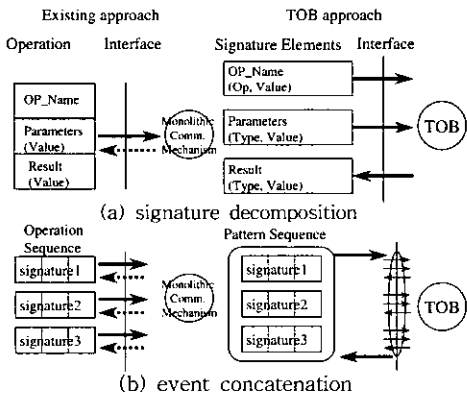 Existing approach
TOB approach
Operation
Interface
Signature Elements
Interface
OP_Name
Parameters
(Value)
Result
(Value)
Monolithic
Comm.
Mechanism
OP_Name
(Op, Value)
Parameters
(Type, Value)
Result
(Type, Value)
TOB
(a) signature decomposition
Operation
Sequence
signature1
signature2
signature3
Monolithic
Comm.
Mechanism
Pattern Sequence
signature1
signature2
signature3
TOB
(b) event concatenation